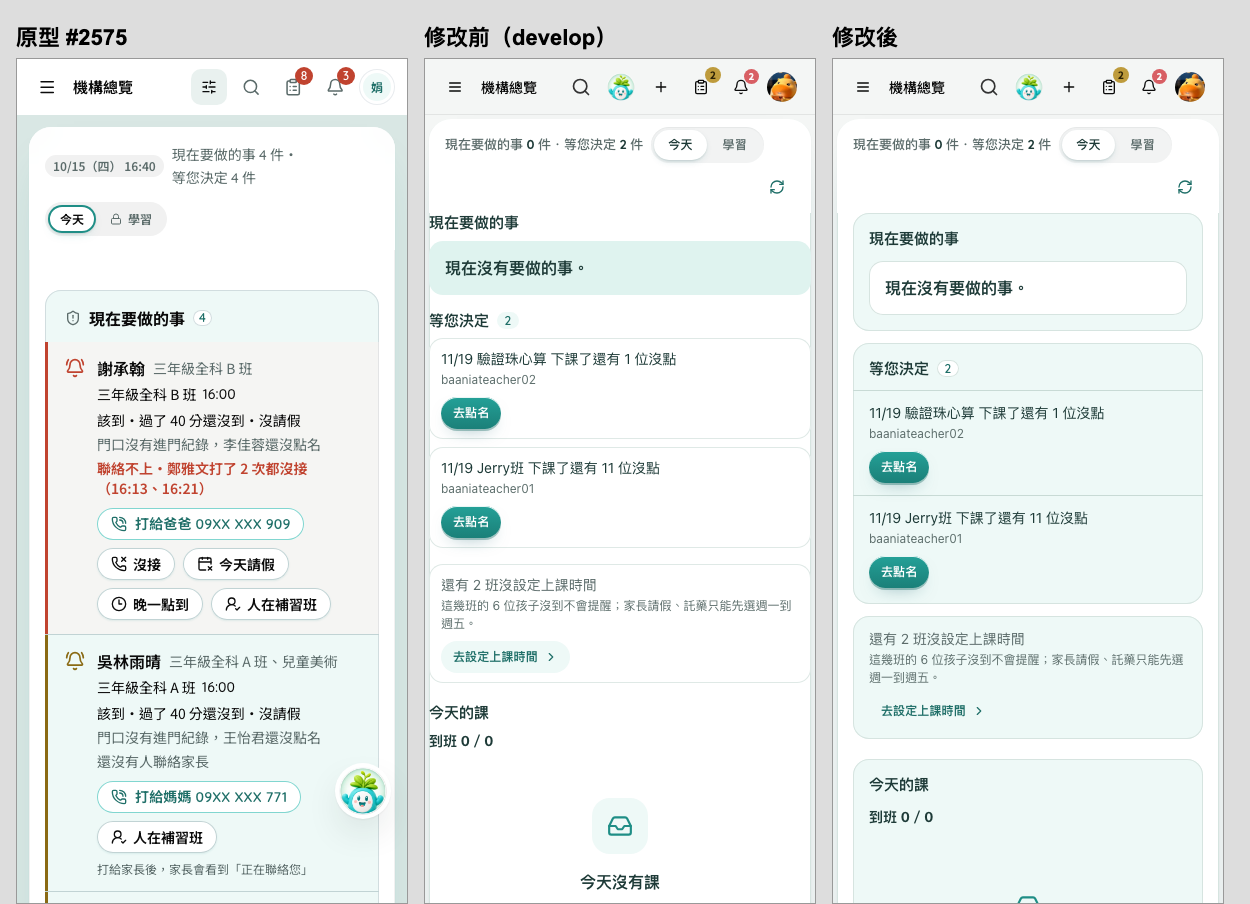 原型 #2575
機構總覽
8
3
娟
10/15（四） 16:40
現在要做的事 4 件・
等您決定 4 件
今天
學習
現在要做的事 4
謝承翰 三年級全科 B 班
三年級全科 B 班 16:00
該到・過了 40 分還沒到・沒請假
門口沒有進門紀錄，李佳蓉還沒點名
聯絡不上・鄭雅文打了 2 次都沒接
（16:13、16:21）
打給爸爸 09XX XXX 909
沒接
今天請假
晚一點到
人在補習班
吳林雨晴 三年級全科 A 班、兒童美術
三年級全科 A 班 16:00
該到・過了 40 分還沒到・沒請假
門口沒有進門紀錄，王怡君還沒點名
還沒有人聯絡家長
打給媽媽 09XX XXX 771
人在補習班
打給家長後，家長會看到「正在聯絡您」
修改前（develop）
機構總覽
2
2
現在要做的事 0 件 · 等您決定 2 件
今天
學習
現在要做的事
現在沒有要做的事。
等您決定 2
11/19 驗證珠心算 下課了還有 1 位沒點
baaniateacher02
去點名
11/19 Jerry班 下課了還有 11 位沒點
baaniateacher01
去點名
還有 2 班沒設定上課時間
這幾班的 6 位孩子沒到不會提醒；家長請假、託藥只能先選週一到
週五。
去設定上課時間
今天的課
到班 0 / 0
今天沒有課
修改後
機構總覽
2
2
現在要做的事 0 件 · 等您決定 2 件
今天
學習
現在要做的事
現在沒有要做的事。
等您決定 2
11/19 驗證珠心算 下課了還有 1 位沒點
baaniateacher02
去點名
11/19 Jerry班 下課了還有 11 位沒點
baaniateacher01
去點名
還有 2 班沒設定上課時間
這幾班的 6 位孩子沒到不會提醒；家長請假、託藥只能先選
週一到週五。
去設定上課時間
今天的課
到班 0 / 0